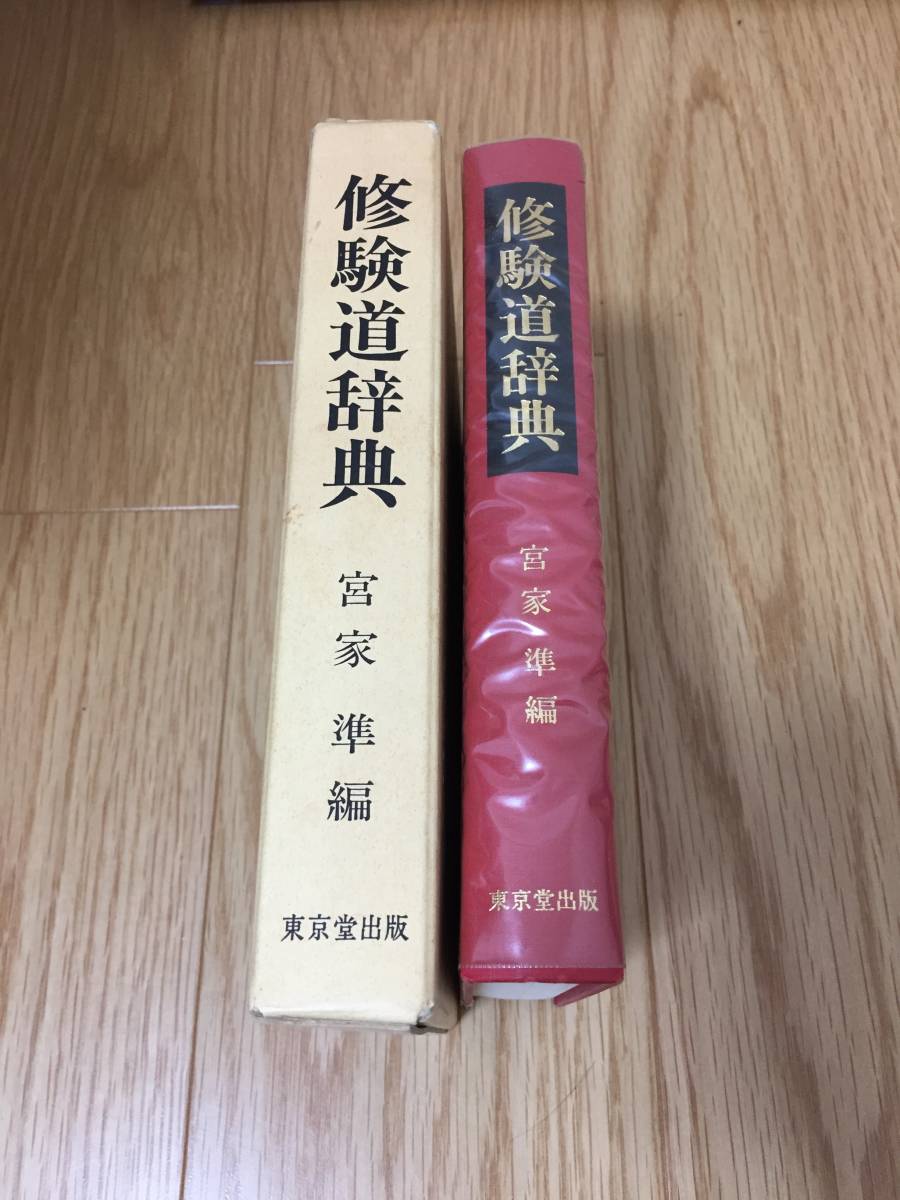 修験道辞典
宮家 準編
東京堂出版
修験道辞典
宮家準編
東京堂出版